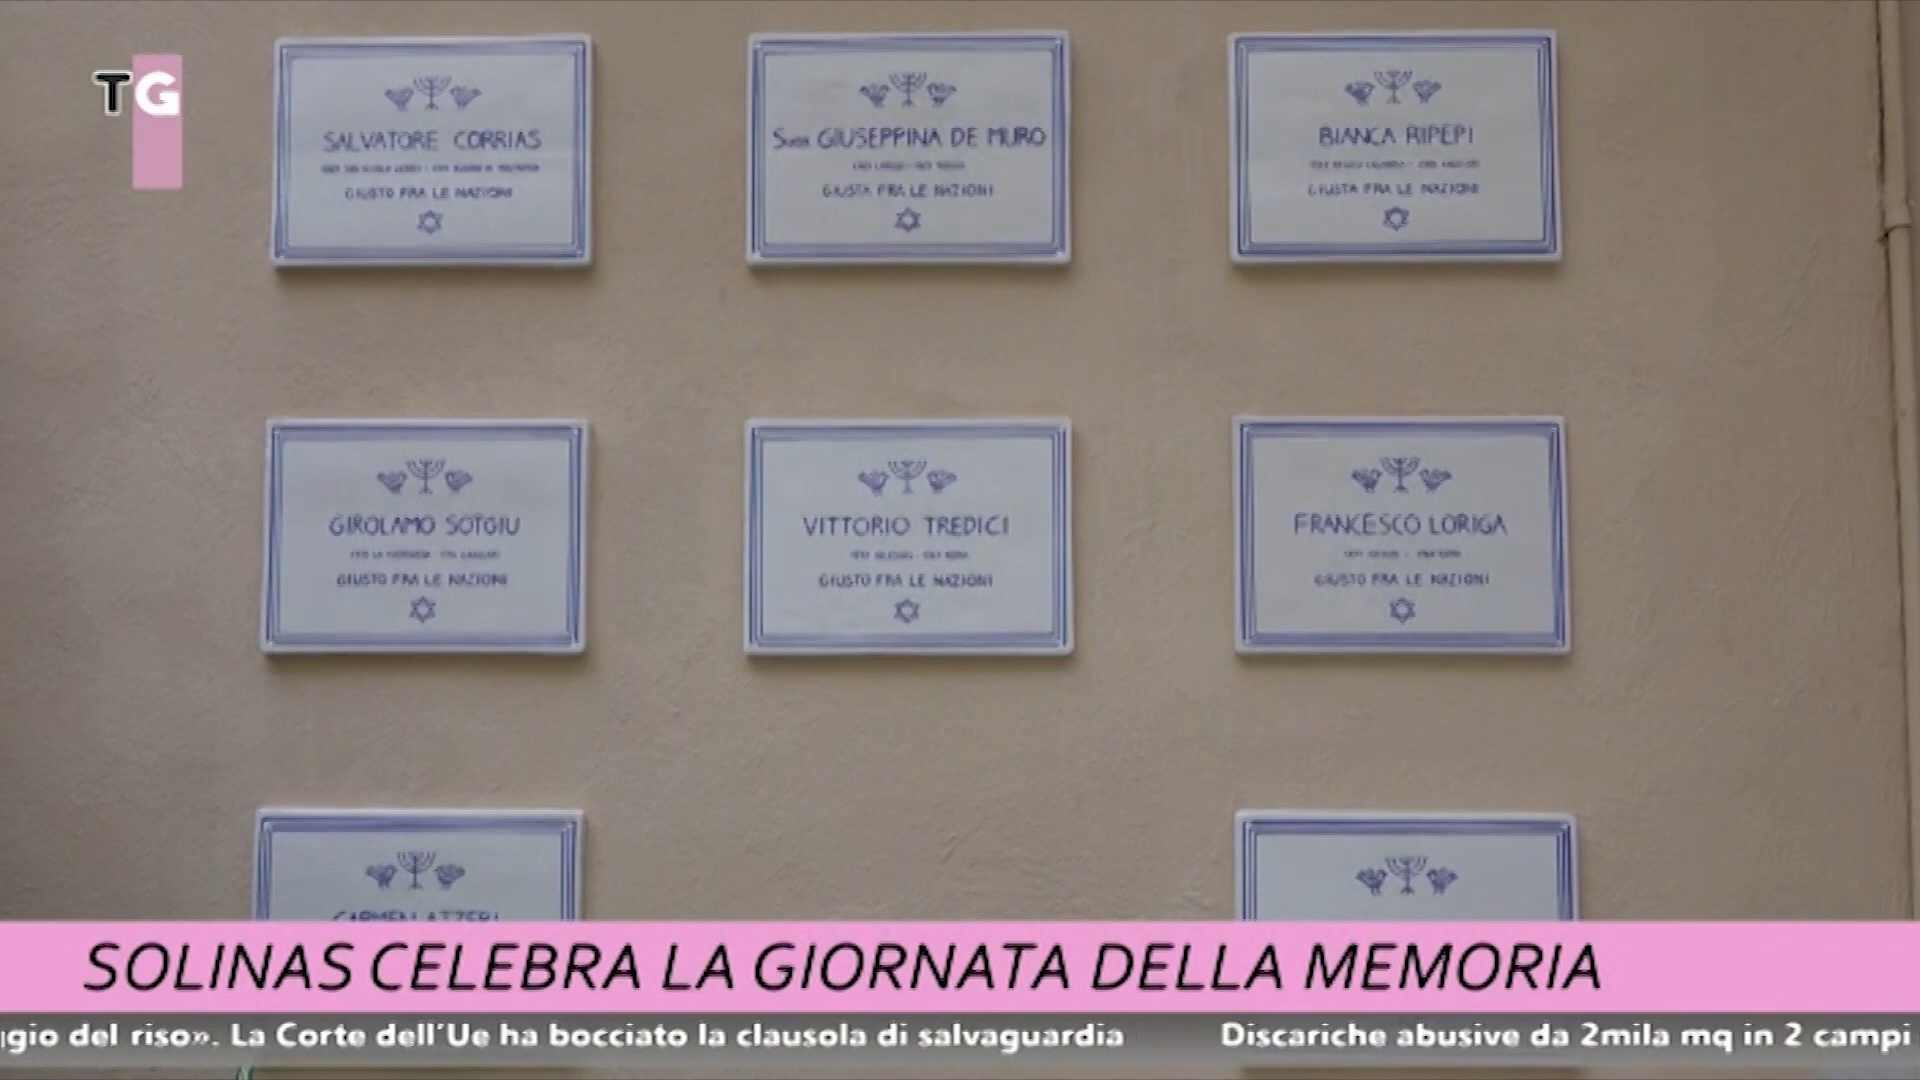 TG
SALVATORE CORRIAS
GIUSTO FRA LE NAZIONI
Suor GIUSEPPINA DE MURO
GIUSTA FRA LE NAZIONI
BIANCA RIPEPI
GIUSTA FRA LE NAZIONI
GIROLAMO SOTGIU
GIUSTO FRA LE NAZIONI
VITTORIO TREDICI
GIUSTO FRA LE NAZIONI
FRANCESCO LORIGA
GIUSTO FRA LE NAZIONI
CARMEN ATZERI
SOLINAS CELEBRA LA GIORNATA DELLA MEMORIA
ggio del riso». La Corte dell'Ue ha bocciato la clausola di salvaguardia Discariche abusive da 2mila mq in 2 campi